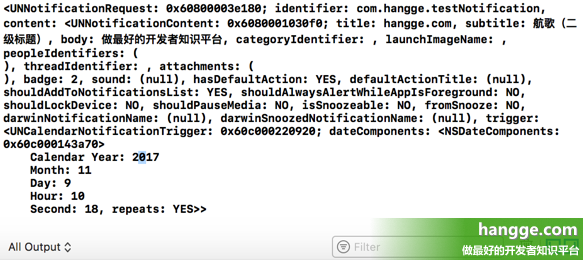 <UNNotificationRequest: 0x60800003e180; identifier: com.hangge.testNotification,
content: <UNNotificationContent: 0x6080001030f0; title: hangge.com, subtitle: 航歌（二
级标题）, body: 做最好的开发者知识平台, categoryIdentifier: , launchImageName: ,
peopleIdentifiers: (
), threadIdentifier: , attachments: (
), badge: 2, sound: (null), hasDefaultAction: YES, defaultActionTitle: (null),
shouldAddToNotificationsList: YES, shouldAlwaysAlertWhileAppIsForeground: NO,
shouldLockDevice: NO, shouldPauseMedia: NO, isSnoozeable: NO, fromSnooze: NO,
darwinNotificationName: (null), darwinSnoozedNotificationName: (null), trigger:
<UNCalendarNotificationTrigger: 0x60c000220920; dateComponents: <NSDateComponents:
0x60c000143a70>
Calendar Year: 2017
Month: 11
Day: 9
Hour: 10
Second: 18, repeats: YES>>
All Output
Filter
hangge.com
做最好的开发者知识平台